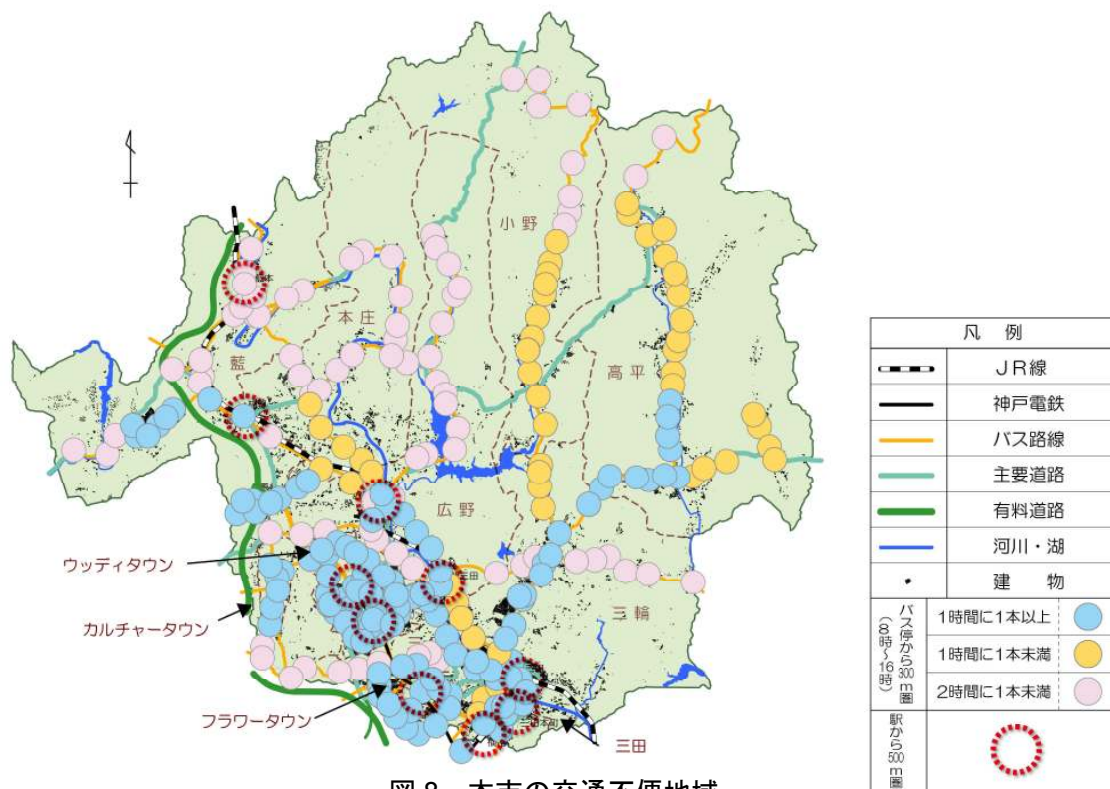 小野
本庄
藍
高平
広野
ウッディタウン
カルチャータウン
三輪
フラワータウン
三田
凡例
JR線
神戸電鉄
バス路線
主要道路
有料道路
河川・湖
建物
バス停から300m圏
(8時~16時)
1時間に1本以上
1時間に1本未満
2時間に1本未満
駅から500m圏
図8 本市の交通不便地域